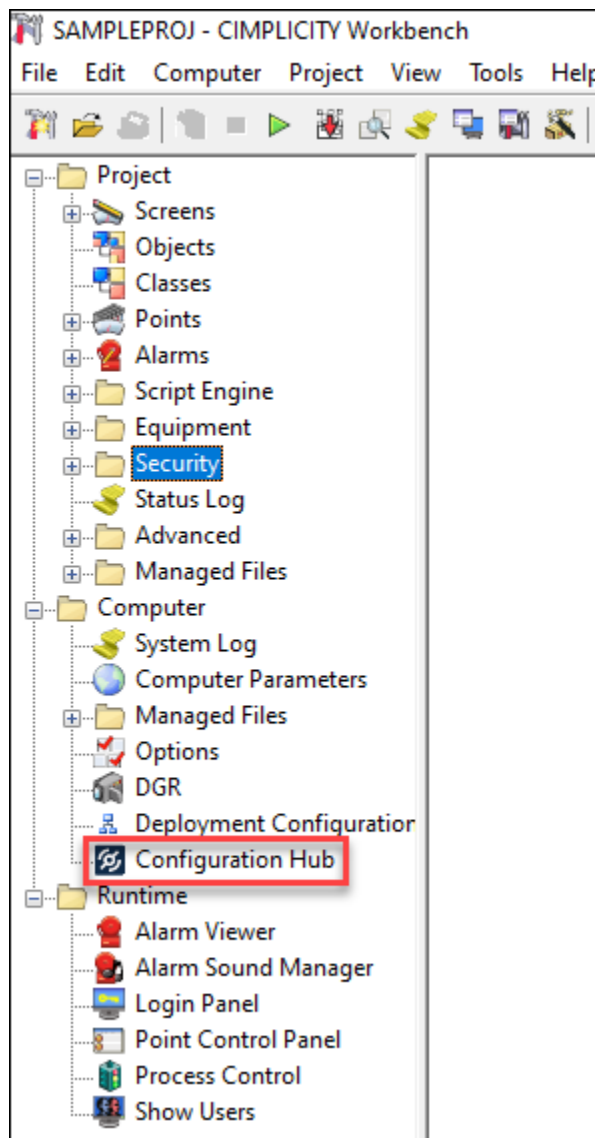 SAMPLEPROJ - CIMPLICITY Workbench
File Edit Computer Project View Tools Help
Project
Screens
Objects
Classes
Points
Alarms
Script Engine
Equipment
Security
Status Log
Advanced
Managed Files
Computer
System Log
Computer Parameters
Managed Files
Options
DGR
Deployment Configuration
Configuration Hub
Runtime
Alarm Viewer
Alarm Sound Manager
Login Panel
Point Control Panel
Process Control
Show Users